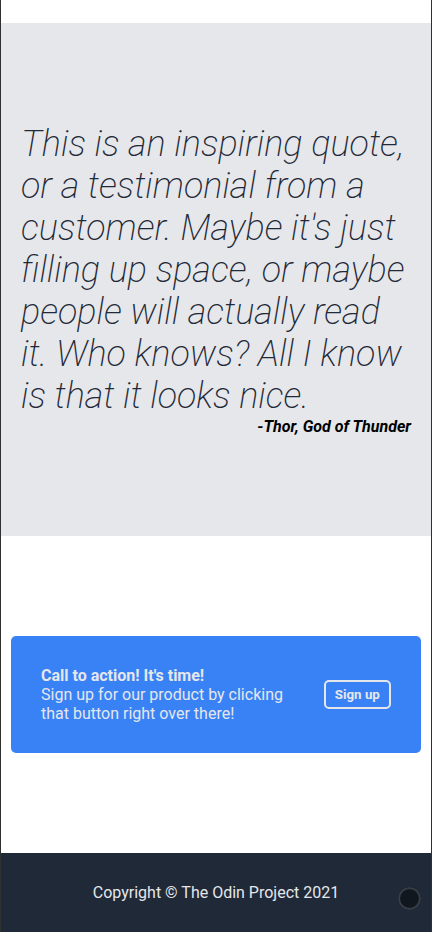 This is an inspiring quote,
or a testimonial from a
customer. Maybe it's just
filling up space, or maybe
people will actually read
it. Who knows? All I know
is that it looks nice.
-Thor, God of Thunder
Call to action! It's time!
Sign up for our product by clicking
that button right over there!
Sign up
Copyright © The Odin Project 2021